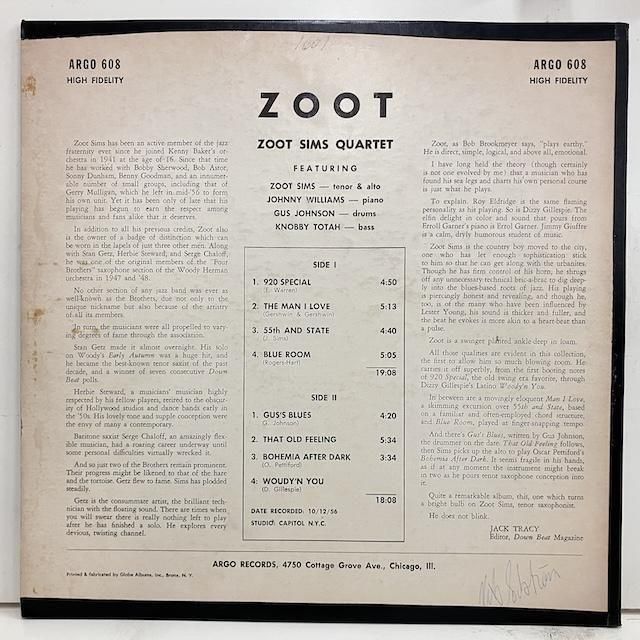 1001
ARGO 608
HIGH FIDELITY
ARGO 608
HIGH FIDELITY
ZOOT
ZOOT SIMS QUARTET
FEATURING
ZOOT SIMS — tenor & alto
JOHNNY WILLIAMS — piano
GUS JOHNSON — drums
KNOBBY TOTAH — bass
Zoot Sims has been an active member of the jazz
fraternity ever since he joined Kenny Baker's or-
chestra in 1941 at the age of 16. Since that time
he has worked with Bobby Sherwood, Bob Astor,
Sonny Dunham, Benny Goodman, and an innumer-
able number of small groups, including that of
Gerry Mulligan, which he left in mid-'56 to form
his own unit. Yet it has been only of late that his
playing has begun to earn the respect among
musicians and fans alike that it deserves.
In addition to all his previous credits, Zoot also
is the owner of a badge of distinction which can
be worn in the lapels of just three other men. Along
with Stan Getz, Herbie Steward, and Serge Chaloff,
he was one of the original members of the "Four
Brothers" saxophone section of the Woody Herman
orchestra in 1947 and '48.
No other section of any jazz band was ever as
well-known as the Brothers, due not only to the
unique nickname but also because of the artistry
of all its members.
In turn, the musicians were all propelled to vary-
ing degrees of fame through the association.
Stan Getz made it almost overnight. His solo
on Woody's Early Autumn was a huge hit, and
he became the best-known tenor saxist of the past
decade, and a winner of seven consecutive Down
Beat polls.
Herbie Steward, a musicians' musician highly
respected by his fellow players, retired to the obscur-
ity of Hollywood studios and dance bands early in
the '50s. His lovely tone and supple conception were
the envy of many a contemporary.
Baritone saxist Serge Chaloff, an amazingly flex-
ible musician, had a roaring career underway until
some personal difficulties virtually wrecked it.
And so just two of the Brothers remain prominent.
Their progress might be likened to that of the hare
and the tortoise. Getz flew to fame. Sims has plodded
steadily.
Getz is the consummate artist, the brilliant tech-
nician with the floating sound. There are times when
you will swear there is really nothing left to play
after he has finished a solo. He explores every
devious, twisting channel.
SIDE I
1. 920 SPECIAL 4:50
(E. Warren)
2. THE MAN I LOVE 5:13
(Gershwin & Gershwin)
3. 55th AND STATE 4:40
(J. Sims)
4. BLUE ROOM 5:05
(Rogers-Hart)
19:08
SIDE II
1. GUS'S BLUES 4:20
(G. Johnson)
2. THAT OLD FEELING 5:34
3. BOHEMIA AFTER DARK 3:34
(O. Pettiford)
4: WOODY'N YOU
(D. Gillespie)
18:08
DATE RECORDED: 10/12/56
STUDIO: CAPITOL N.Y.C.
Zoot, as Bob Brookmeyer says, "plays earthy."
He is direct, simple, logical, and above all, emotional.
I have long held the theory (though certainly
is not one evolved by me) that a musician who has
found his sea legs and charts his own personal course
is just what he plays.
To explain. Roy Eldridge is the same flaming
personality as his playing. So is Dizzy Gillespie. The
elfin delight in color and sound that pours from
Erroll Garner's piano is Errol Garner. Jimmy Giuffre
is a calm, drily humorous student of music.
Zoot Sims is the country boy moved to the city,
one who has let enough sophistication stick
to him so that he can get along with the urbanites.
Though he has firm control of his horn, he shrugs
off any unnecessary technical bric-a-brac to dig deep-
ly into the blues-based roots of jazz. His playing
is piercingly honest and revealing, and though he,
too, is of the many who have been influenced by
Lester Young, his sound is thicker and fuller, and
the beat he evokes is more akin to a heart-beat than
a pulse.
Zoot is a swinger planted ankle deep in loam.
All those qualities are evident in this collection,
the first to allow him so much blowing room. He
rarities it off superbly, from the first booting notes
of 920 Special, the old swing era favorite, through
Dizzy Gillespie's Latino Woodyn You.
In between are a movingly eloquent Man I Love,
a skimming excursion over 55th and State, based
on a familiar and often-employed chord structure,
and Blue Room, played at finger-snapping tempo.
And there's Gus's Blues, written by Gus Johnson,
the drummer on the date. That Old Feeling follows,
then Sims picks up the alto to play Oscar Pettiford's
Bohemia After Dark. It seems fragile in his hands,
as if at any moment the instrument might break
in two as he pours tenor saxophone conception into
it.
Quite a remarkable album, this, one which turns
a bright bulb on Zoot Sims, tenor saxophonist.
He does not blink.
JACK TRACY
Editor, Down Beat Magazine
ARGO RECORDS, 4750 Cottage Grove Ave., Chicago, Ill.
Printed & fabricated by Globe Albums, Inc., Bronx, N. Y.